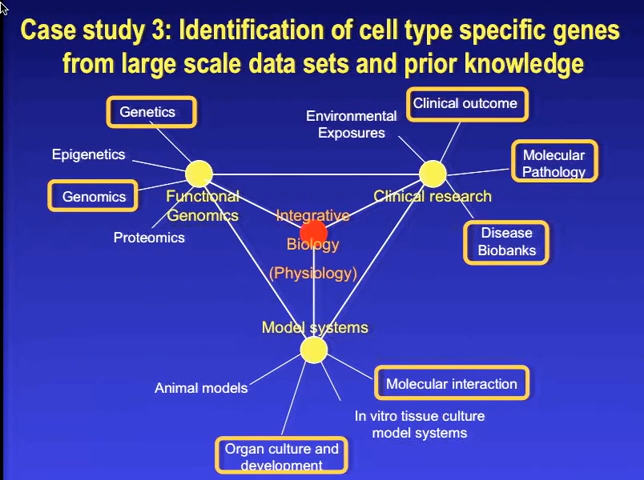 Case study 3: Identification of cell type specific genes
from large scale data sets and prior knowledge
Genetics
Epigenetics
Genomics
Proteomics
Functional
Genomics
Environmental
Exposures
Clinical outcome
Molecular
Pathology
Clinical research
Disease
Biobanks
Integrative
Biology
(Physiology)
Model systems
Animal models
Molecular interaction
In vitro tissue culture
model systems
Organ culture and
development